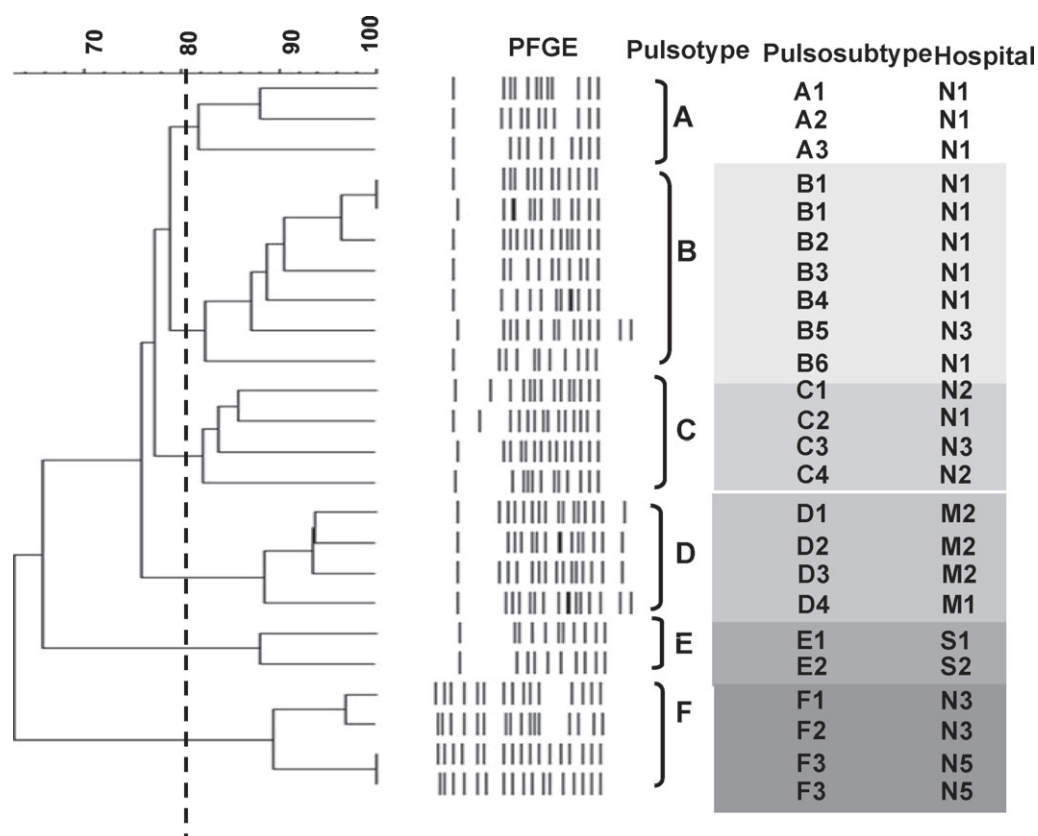 70 80 90 100
PFGE Pulsotype Pulsosubtype Hospital
A1 N1
A A2 N1
A3 N1
B1 N1
B1 N1
B B2 N1
B3 N1
B4 N1
B5 N3
B6 N1
C1 N2
C C2 N1
C3 N3
C4 N2
D1 M2
D D2 M2
D3 M2
D4 M1
E E1 S1
E2 S2
F F1 N3
F2 N3
F3 N5
F3 N5